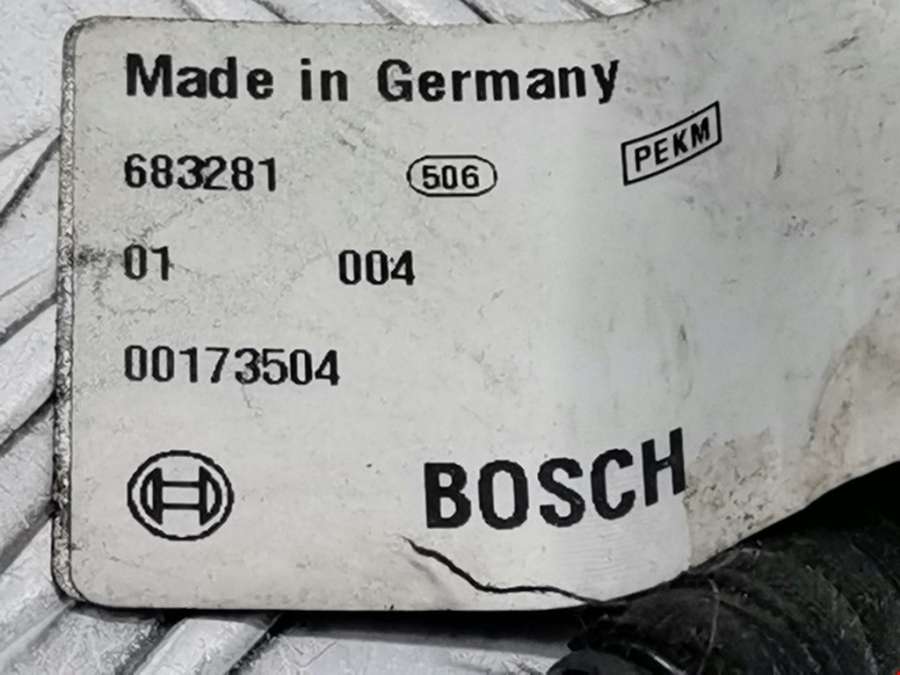 Made in Germany
683281 506 PEKM
01 004
00173504
BOSCH